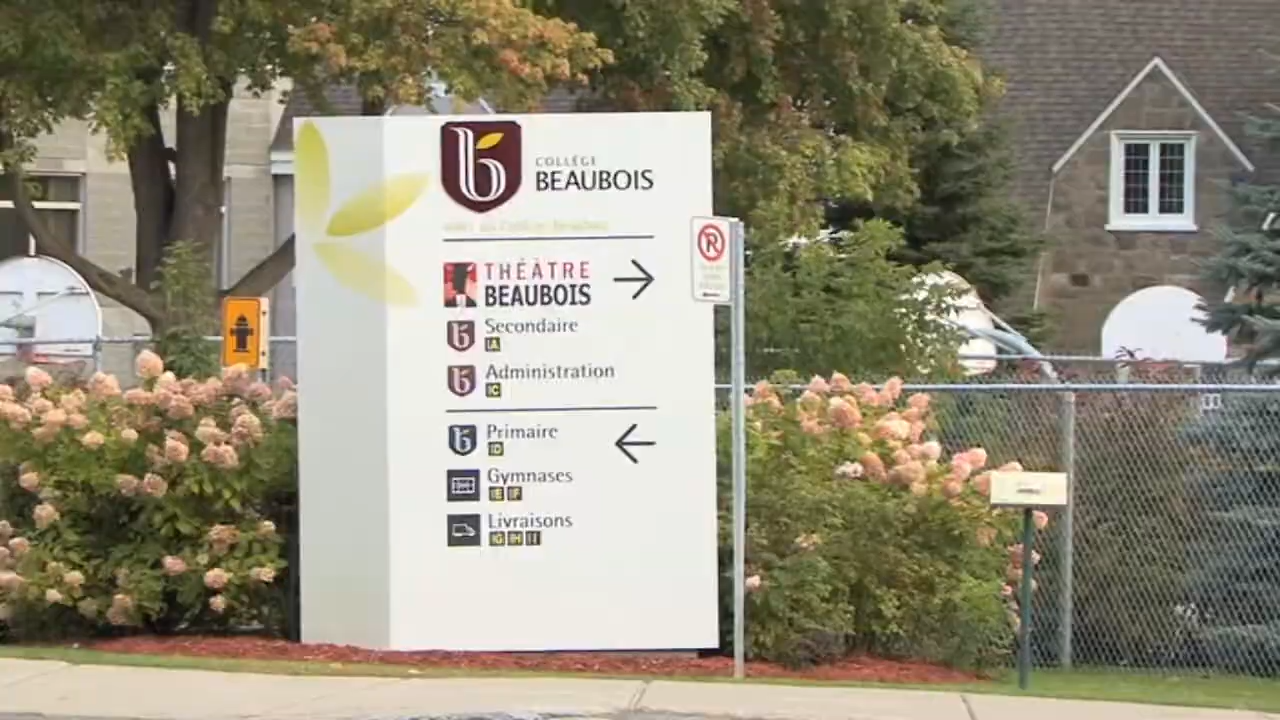 COLLÈGE
BEAUBOIS
THÉÂTRE
BEAUBOIS
Secondaire
A
Administration
C
Primaire
D
Gymnases
E F
Livraisons
G H I